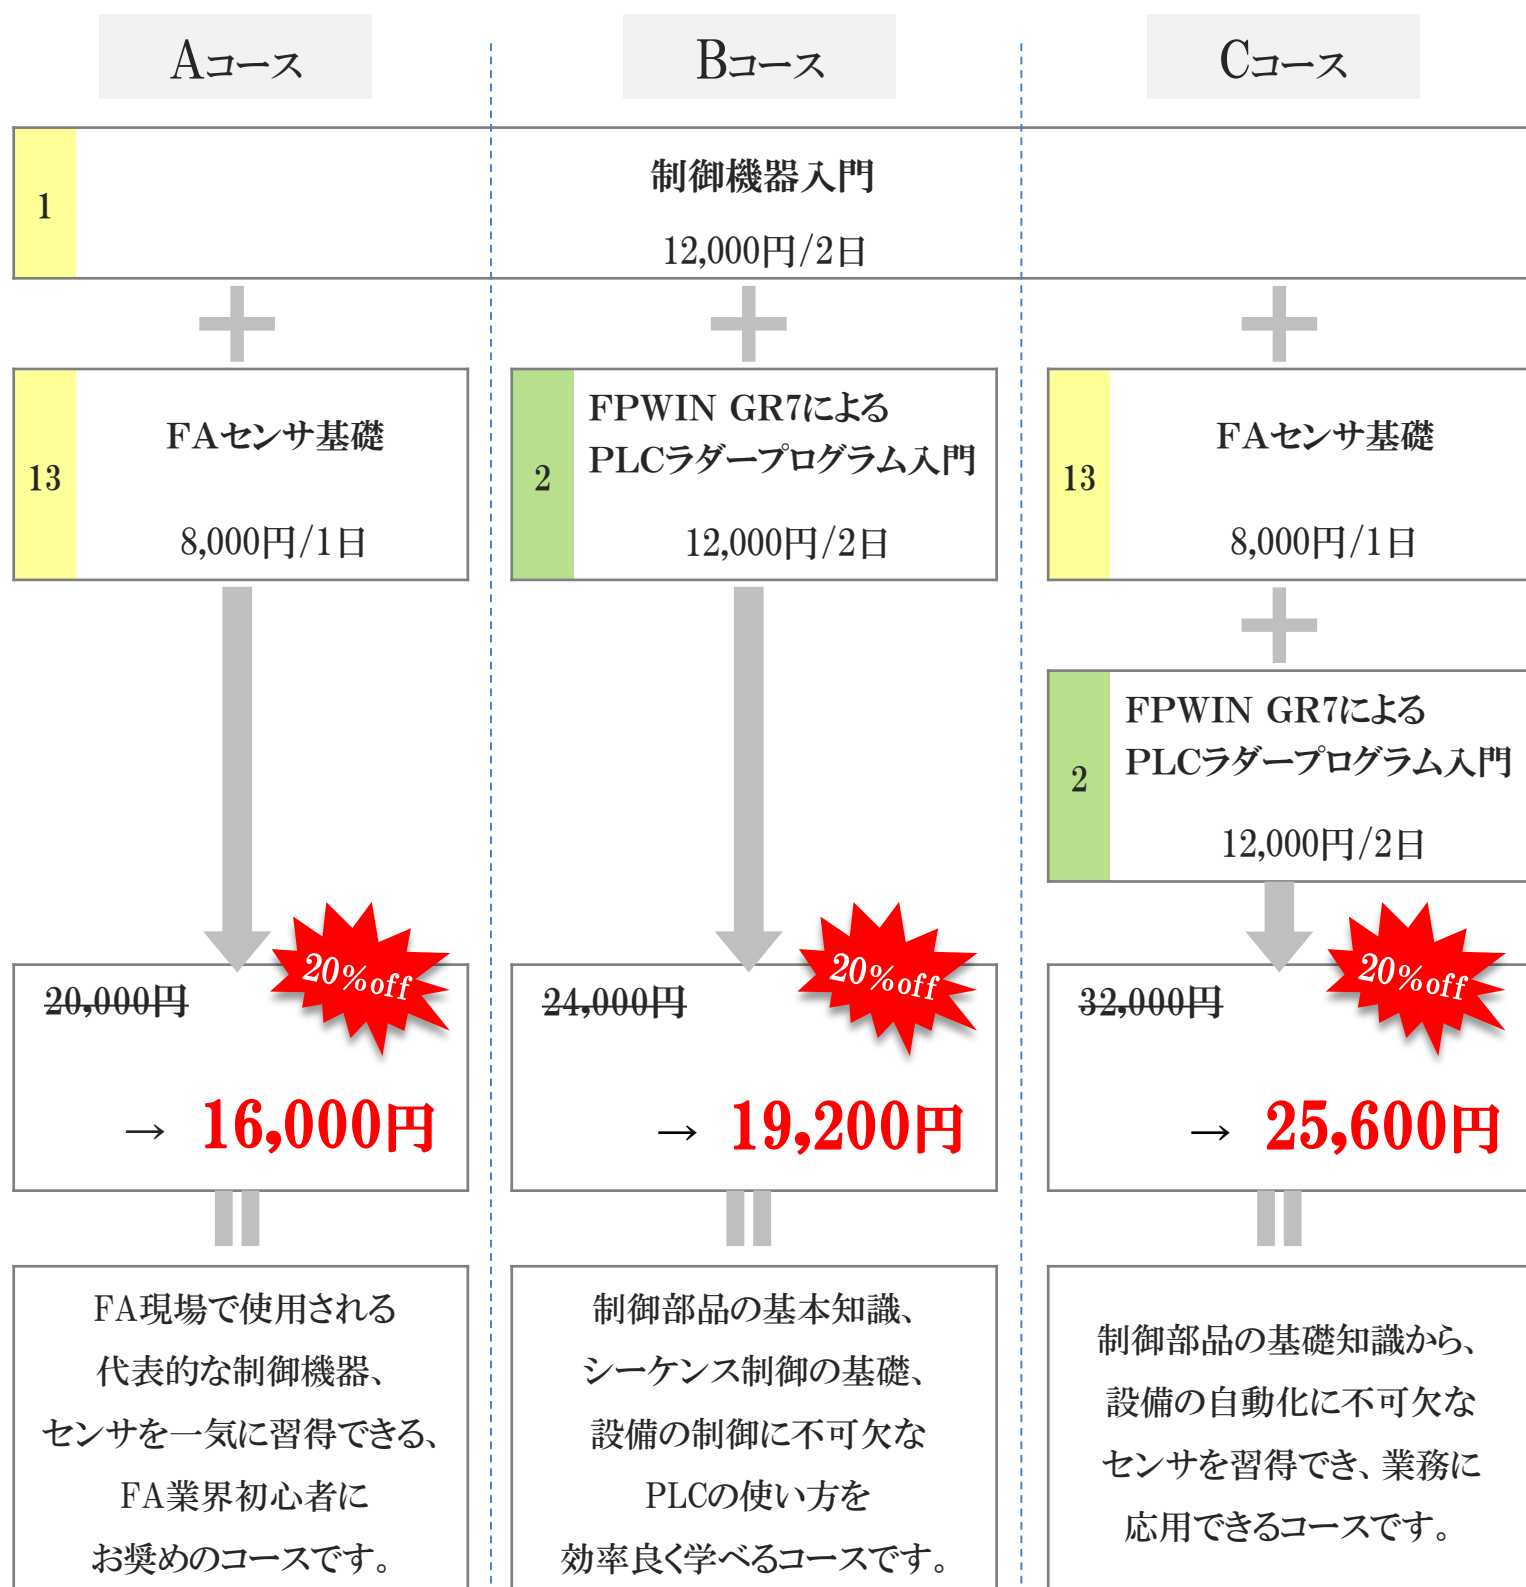 Aコース
Bコース
Cコース
1
制御機器入門
12,000円/2日
13
FAセンサ基礎
8,000円/1日
2
FPWIN GR7による
PLCラダープログラム入門
12,000円/2日
13
FAセンサ基礎
8,000円/1日
2
FPWIN GR7による
PLCラダープログラム入門
12,000円/2日
20%off
20,000円
→ 16,000円
20%off
24,000円
→ 19,200円
20%off
32,000円
→ 25,600円
FA現場で使用される
代表的な制御機器、
センサを一気に習得できる、
FA業界初心者に
お奨めのコースです。
制御部品の基本知識、
シーケンス制御の基礎、
設備の制御に不可欠な
PLCの使い方を
効率良く学べるコースです。
制御部品の基礎知識から、
設備の自動化に不可欠な
センサを習得でき、業務に
応用できるコースです。